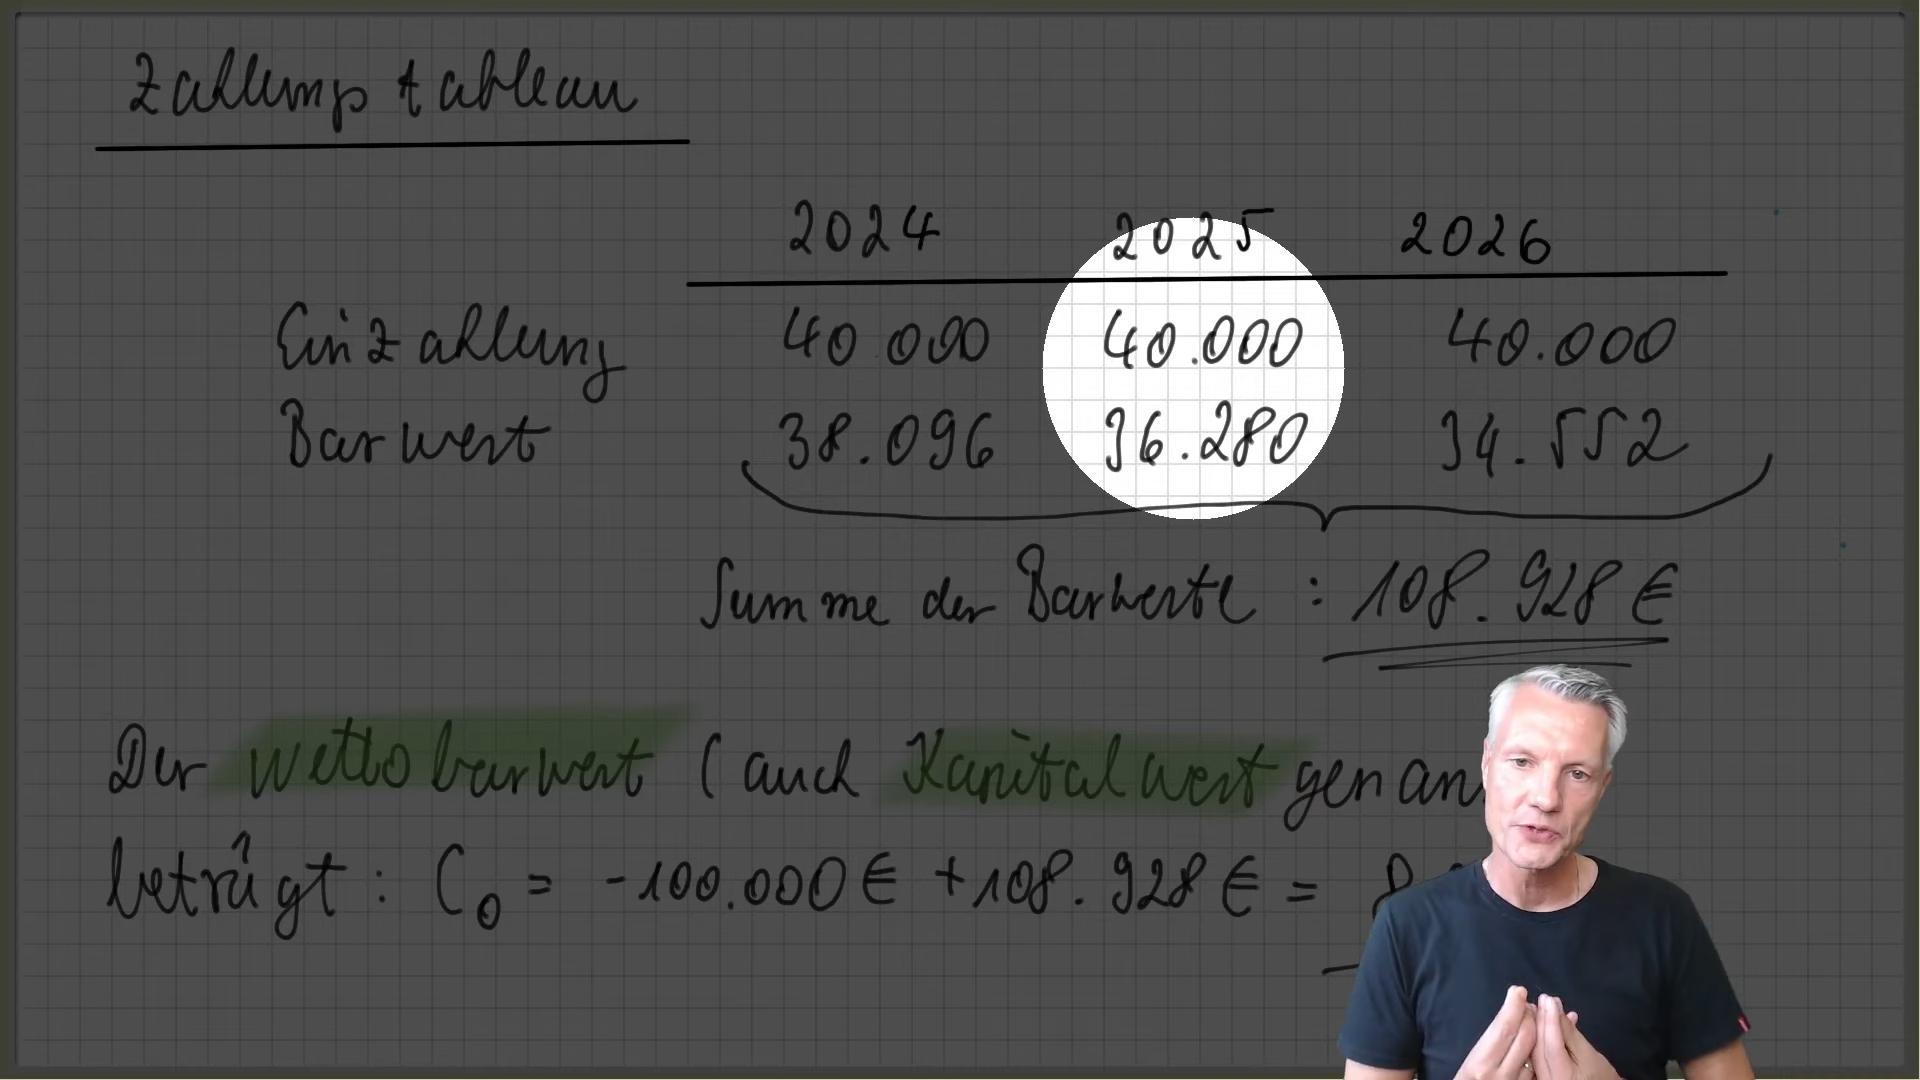 Zahlungstableau
2024 2025 2026
Einzahlung 40 000 40.000 40.000
Barwert 38.096 36.280 34.552
Summe der Barwerte : 108.928 €
Der Nettobarwert (auch Kapitalwert genan
beträgt : C₀ = -100.000 € + 108.928 € = 8